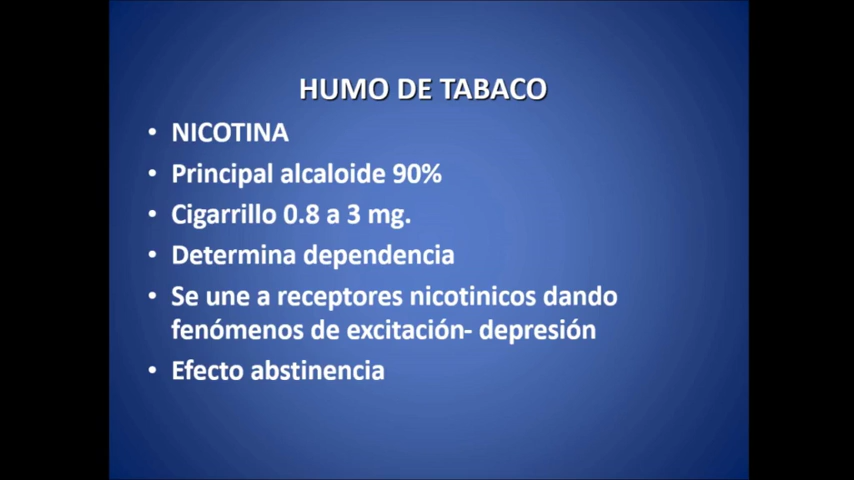 HUMO DE TABACO
• NICOTINA
• Principal alcaloide 90%
• Cigarrillo 0.8 a 3 mg.
• Determina dependencia
• Se une a receptores nicotinicos dando
fenómenos de excitación- depresión
• Efecto abstinencia